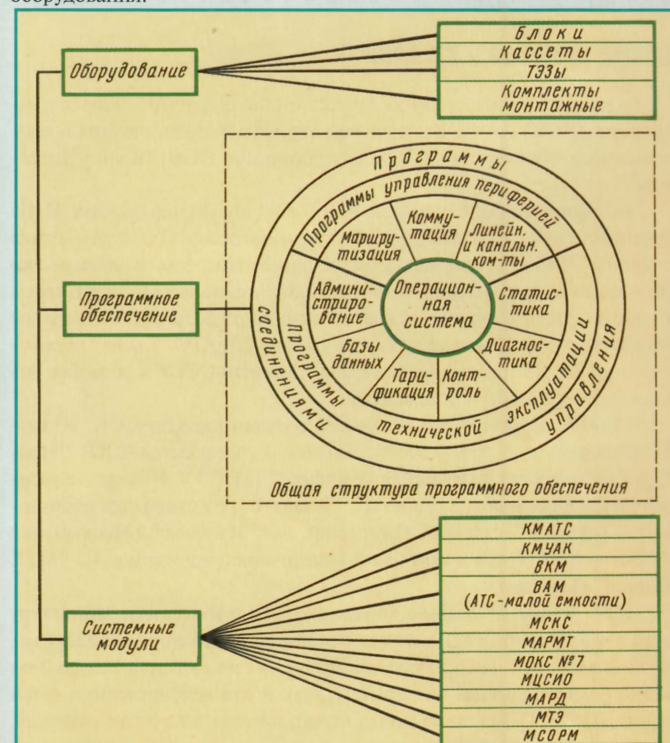 оборудования.
Оборудование
Блоки
Кассеты
ТЭЗы
Комплекты
монтажные
Программное
обеспечение
Программы
управления
соединениями
Программы управления периферией
Программы технической эксплуатации
Маршру-
тизация
Комму-
тация
Линейн.
и канальн.
ком-ты
Админи-
стриро-
вание
Операцион-
ная
система
Статис-
тика
Базы
данных
Диагнос-
тика
Тари-
фикация
Конт-
роль
Общая структура программного обеспечения
Системные
модули
КМАТС
КМУАК
ВКМ
ВАМ
(АТС-малой емкости)
МСКС
МАРМТ
МОКС №7
МЦСИО
МАРД
МТЭ
МСОРМ